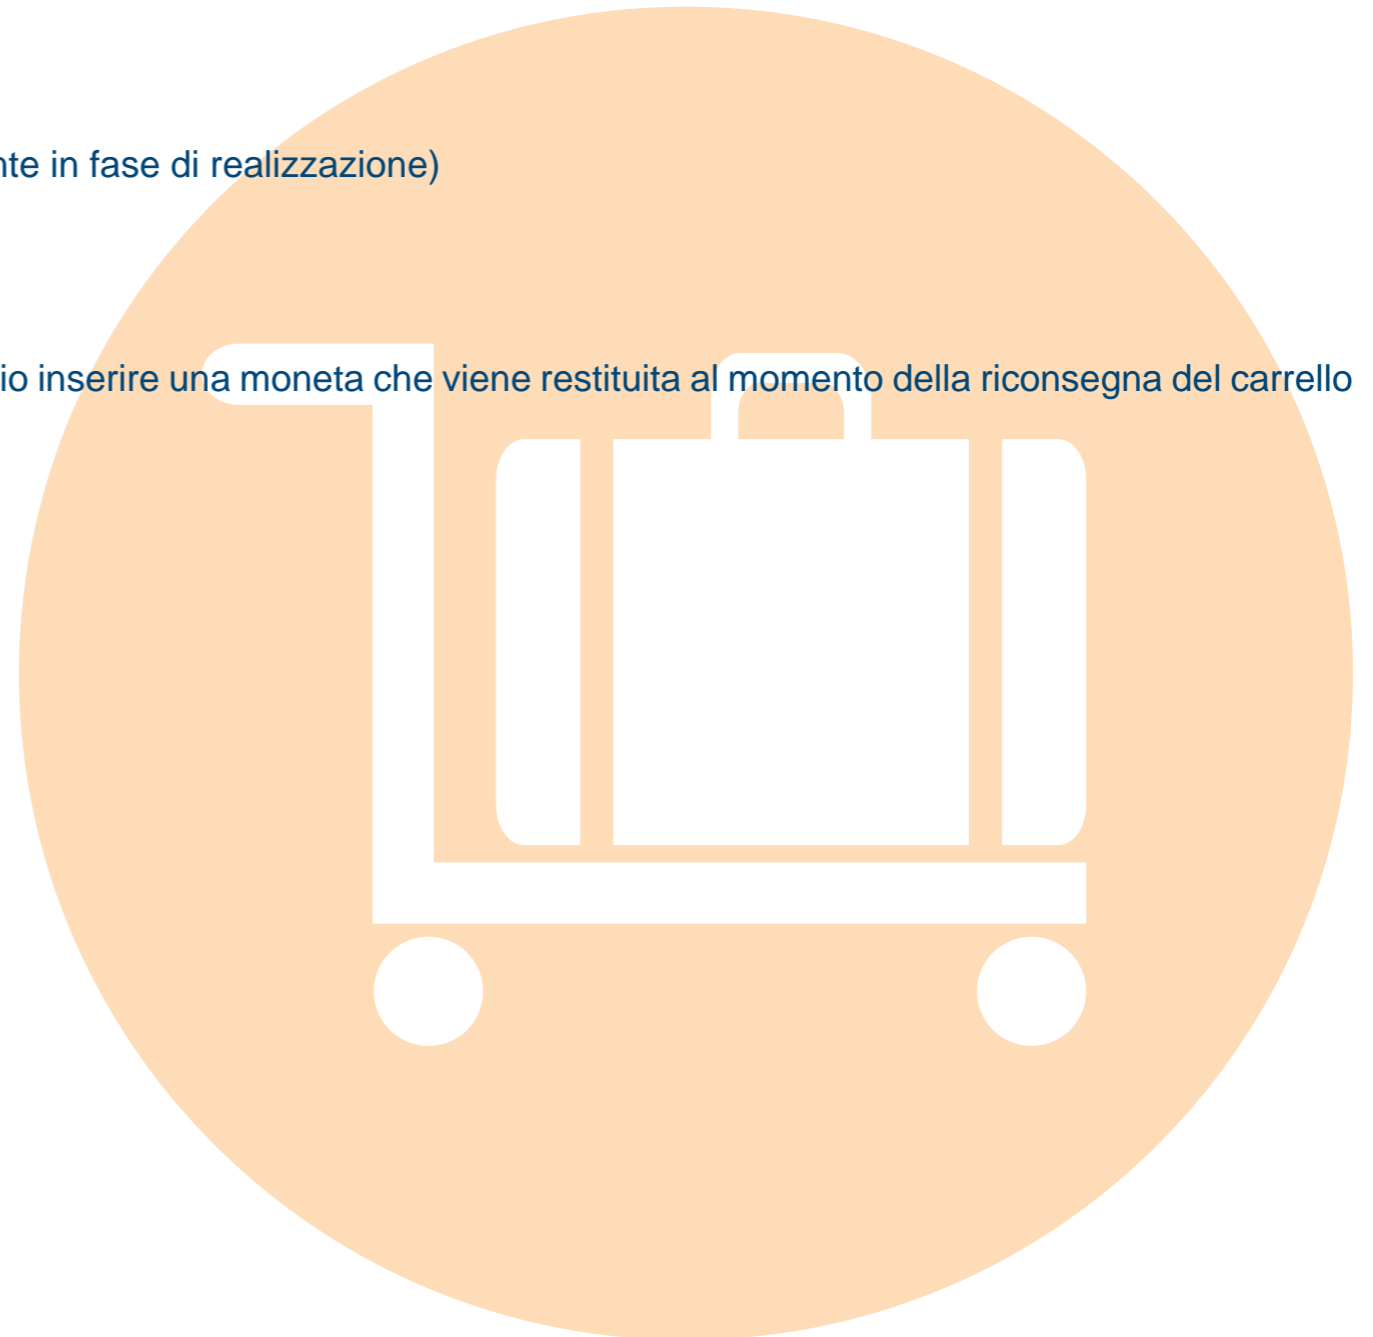 nte in fase di realizzazione)
io inserire una moneta che viene restituita al momento della riconsegna del carrello